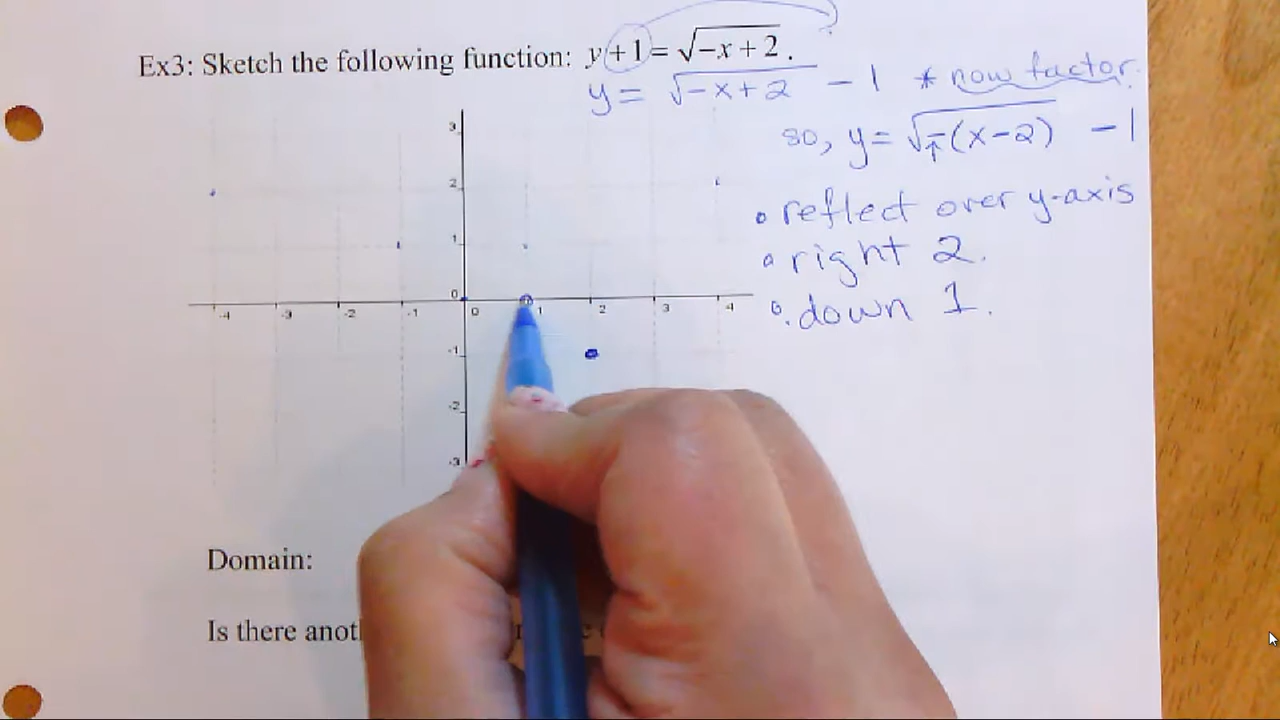 Ex3: Sketch the following function: y+1=√-x+2.
y= √-x+2 -1 * now factor.
so, y= √-(x-2) -1
• reflect over y-axis
• right 2.
• down 1.
3
2
1
0
-4 -3 -2 -1 0 1 2 3 4
-1
-2
-3
Domain:
Is there